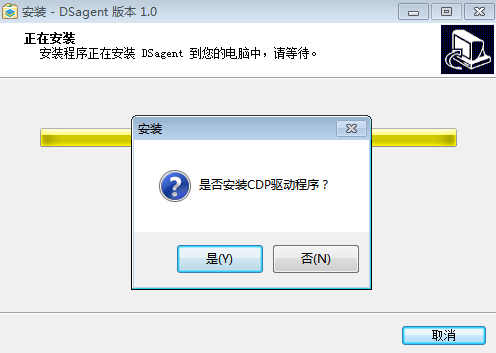 安装 - DSagent 版本 1.0
正在安装
安装程序正在安装 DSagent 到您的电脑中，请等待。
安装
是否安装CDP驱动程序？
是(Y)
否(N)
取消